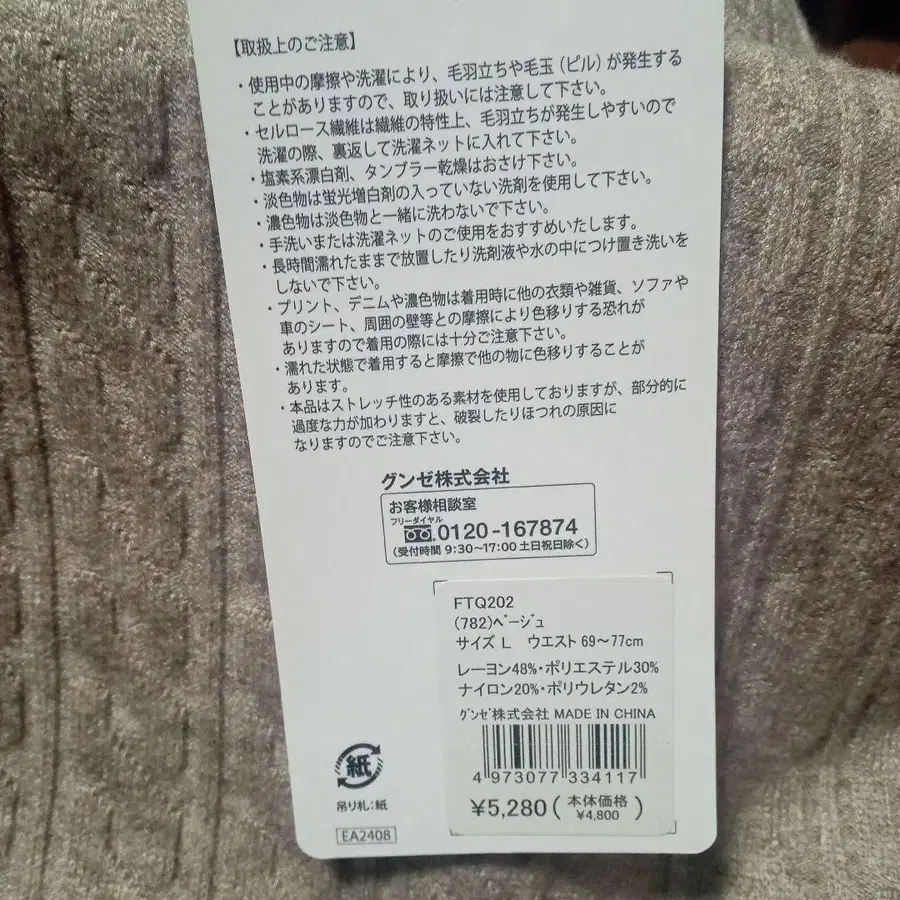 【取扱上のご注意】
・使用中の摩擦や洗濯により、毛羽立ちや毛玉(ピル)が発生する
ことがありますので、取り扱いには注意して下さい。
・セルロース繊維は繊維の特性上、毛羽立ちが発生しやすいので
洗濯の際、裏返して洗濯ネットに入れて下さい。
・塩素系漂白剤、タンブラー乾燥はおさけ下さい。
・淡色物は蛍光増白剤の入っていない洗剤を使用して下さい。
・濃色物は淡色物と一緒に洗わないで下さい。
・手洗いまたは洗濯ネットのご使用をおすすめいたします。
・長時間濡れたままで放置したり洗剤液や水の中につけ置き洗いを
しないで下さい。
・プリント、デニムや濃色物は着用時に他の衣類や雑貨、ソファや
車のシート、周囲の壁等との摩擦により色移りする恐れが
ありますので着用の際には十分ご注意下さい。
・濡れた状態で着用すると摩擦で他の物に色移りすることが
あります。
・本品はストレッチ性のある素材を使用しておりますが、部分的に
過度な力が加わりますと、破裂したりほつれの原因に
なりますのでご注意下さい。
グンゼ株式会社
お客様相談室
フリーダイヤル
0120-167874
(受付時間 9:30~17:00 土日祝日除く)
FTQ202
(782)ベージュ
サイズ L ウエスト 69~77cm
レーヨン48%・ポリエステル30%
ナイロン20%・ポリウレタン2%
グンゼ株式会社 MADE IN CHINA
4 973077 334117
¥5,280(本体価格 ¥4,800)
紙
吊り札:紙
EA2408